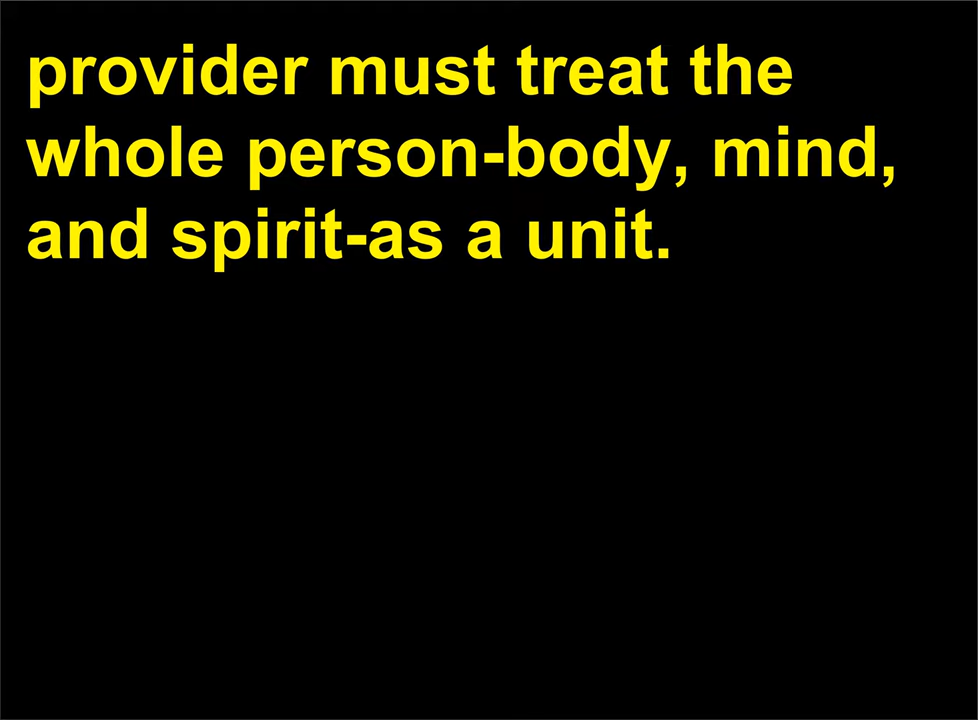 provider must treat the
whole person-body, mind,
and spirit-as a unit.